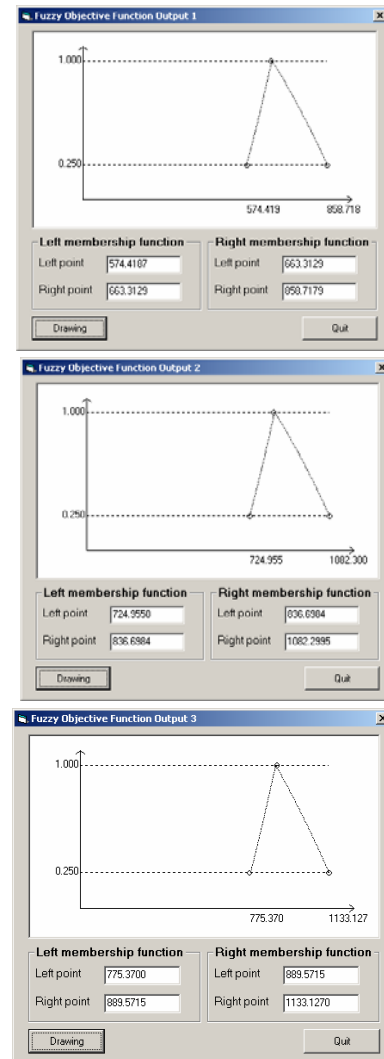 Fuzzy Objective Function Output 1
1.000
0.250
574.419 858.718
Left membership function Right membership function
Left point 574.4187 Left point 663.3129
Right point 663.3129 Right point 858.7179
Drawing Quit
Fuzzy Objective Function Output 2
1.000
0.250
724.955 1082.300
Left membership function Right membership function
Left point 724.9550 Left point 836.6984
Right point 836.6984 Right point 1082.2995
Drawing Quit
Fuzzy Objective Function Output 3
1.000
0.250
775.370 1133.127
Left membership function Right membership function
Left point 775.3700 Left point 889.5715
Right point 889.5715 Right point 1133.1270
Drawing Quit